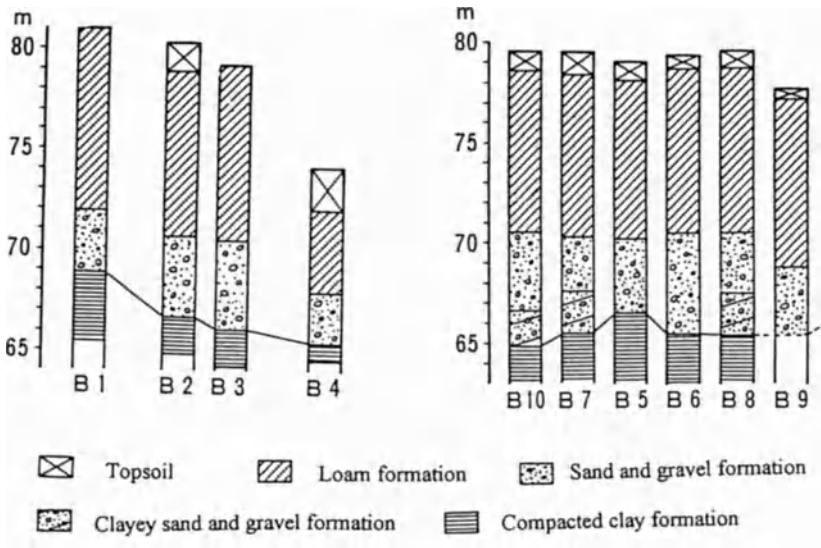 m
80
75
70
65
B 1
B 2
B 3
B 4
m
80
75
70
65
B 10
B 7
B 5
B 6
B 8
B 9
Topsoil
Loam formation
Sand and gravel formation
Clayey sand and gravel formation
Compacted clay formation